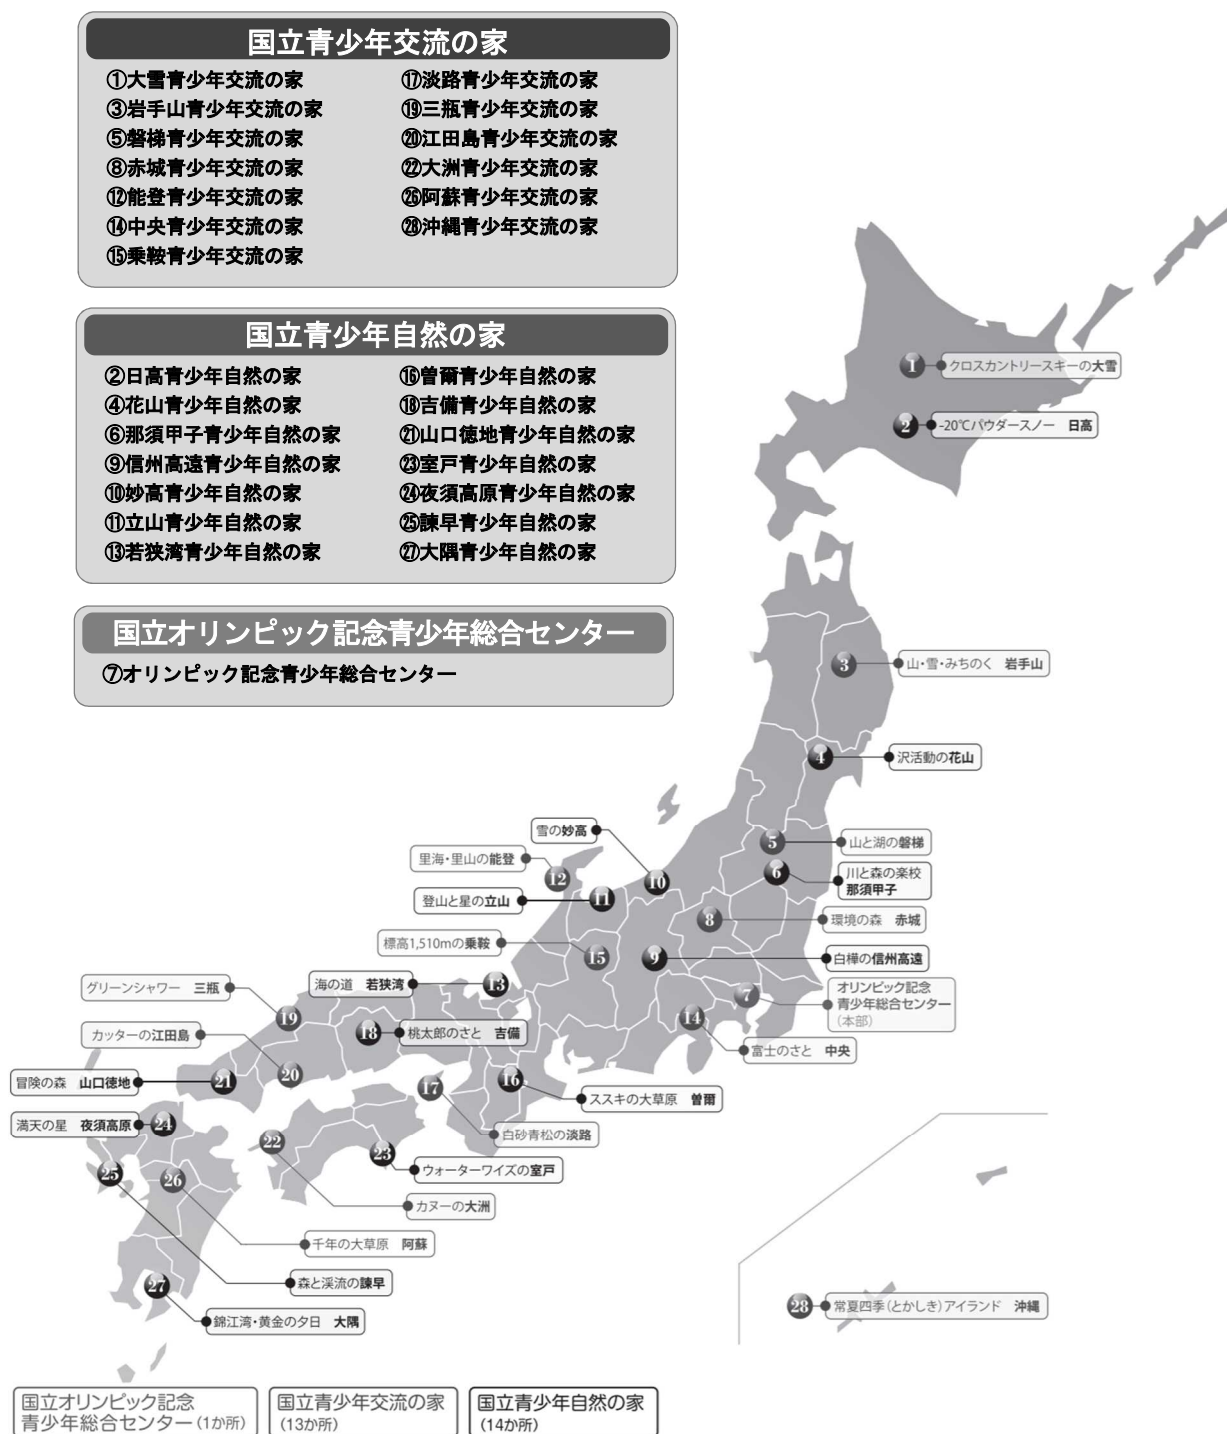 国立青少年交流の家
①大雪青少年交流の家
③岩手山青少年交流の家
⑤磐梯青少年交流の家
⑧赤城青少年交流の家
⑫能登青少年交流の家
⑭中央青少年交流の家
⑮乗鞍青少年交流の家
⑰淡路青少年交流の家
⑲三瓶青少年交流の家
⑳江田島青少年交流の家
㉒大洲青少年交流の家
㉖阿蘇青少年交流の家
㉘沖縄青少年交流の家
国立青少年自然の家
②日高青少年自然の家
④花山青少年自然の家
⑥那須甲子青少年自然の家
⑨信州高遠青少年自然の家
⑩妙高青少年自然の家
⑪立山青少年自然の家
⑬若狭湾青少年自然の家
⑯曽爾青少年自然の家
⑱吉備青少年自然の家
㉑山口徳地青少年自然の家
㉓室戸青少年自然の家
㉔夜須高原青少年自然の家
㉕諫早青少年自然の家
㉗大隅青少年自然の家
国立オリンピック記念青少年総合センター
⑦オリンピック記念青少年総合センター
1 クロスカントリースキーの大雪
2 -20℃パウダースノー 日高
3 山・雪・みちのく 岩手山
4 沢活動の花山
5 山と湖の磐梯
6 川と森の楽校
那須甲子
8 環境の森 赤城
9 白樺の信州高遠
7 オリンピック記念
青少年総合センター
(本部)
14 富士のさと 中央
雪の妙高 10
里海・里山の能登 12
登山と星の立山 11
標高1,510mの乗鞍 15
海の道 若狭湾 13
グリーンシャワー 三瓶 19
18 桃太郎のさと 吉備
カッターの江田島 20
冒険の森 山口徳地 21
16 ススキの大草原 曽爾
満天の星 夜須高原 24
17 白砂青松の淡路
23 ウォーターワイズの室戸
22 カヌーの大洲
26 千年の大草原 阿蘇
25 森と渓流の諫早
27 錦江湾・黄金の夕日 大隅
28 常夏四季(とかしき)アイランド 沖縄
国立オリンピック記念
青少年総合センター(1か所)
国立青少年交流の家
(13か所)
国立青少年自然の家
(14か所)